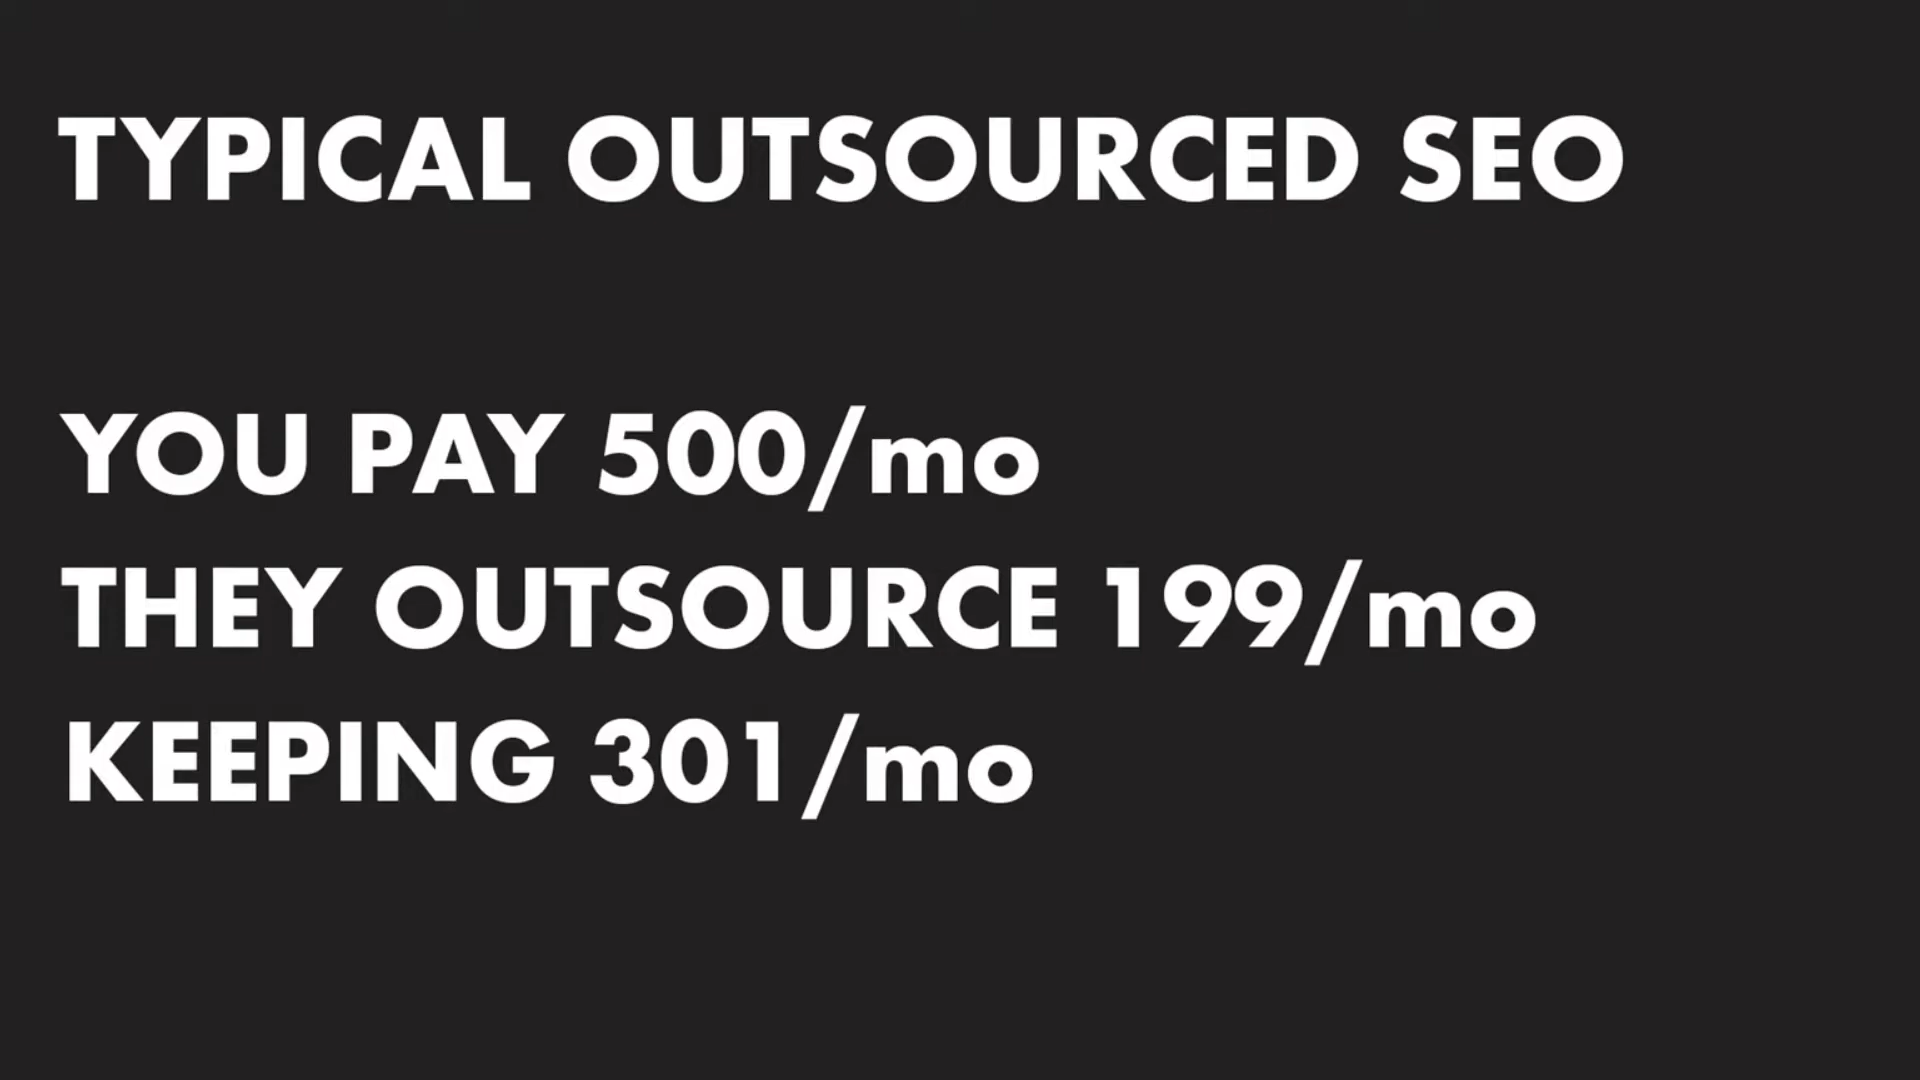 TYPICAL OUTSOURCED SEO
YOU PAY 500/mo
THEY OUTSOURCE 199/mo
KEEPING 301/mo